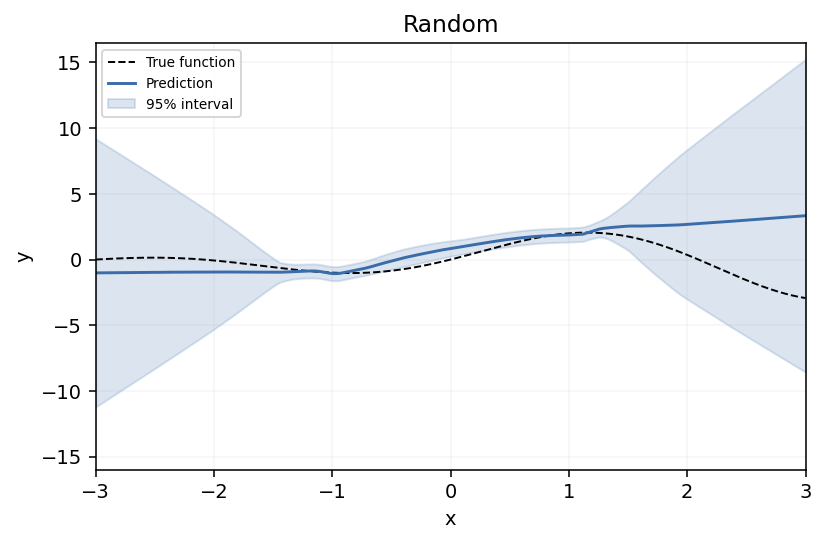 Random
True function
Prediction
95% interval
15
10
5
0
−5
−10
−15
y
−3 −2 −1 0 1 2 3
x